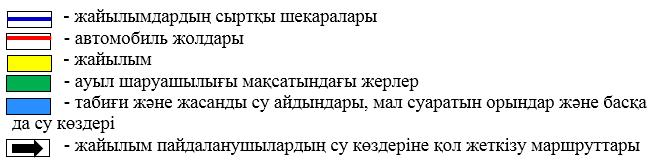 - жайылымдардың сыртқы шекаралары
- автомобиль жолдары
- жайылым
- ауыл шаруашылығы мақсатындағы жерлер
- табиғи және жасанды су айдындары, мал суаратын орындар және басқа
да су көздері
- жайылым пайдаланушылардың су көздеріне қол жеткізу маршруттары